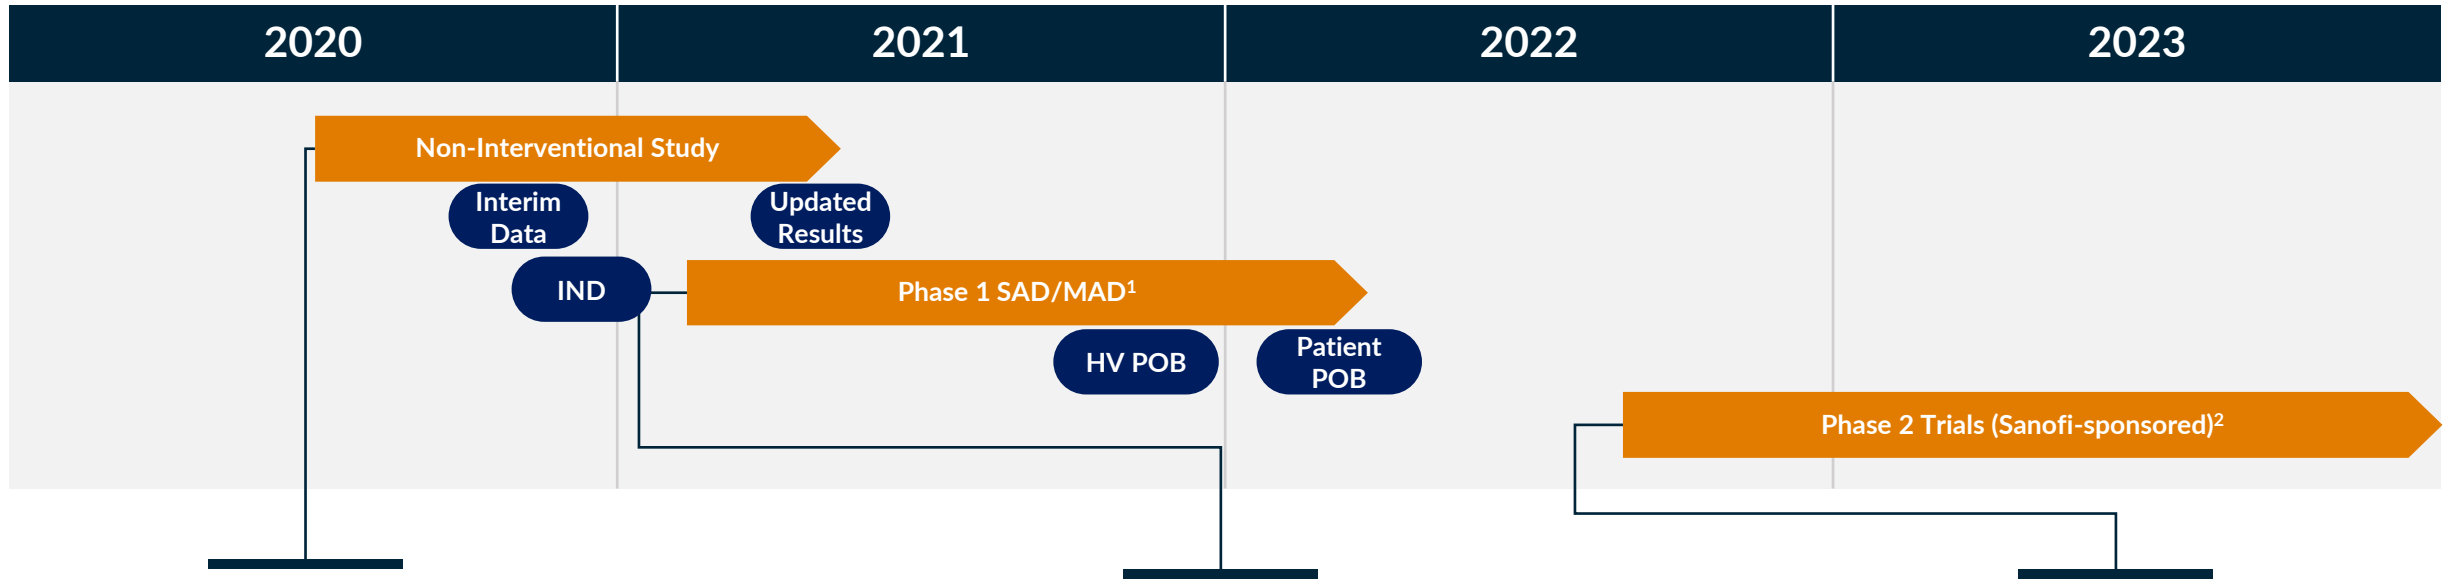 2020 2021 2022 2023
Non-Interventional Study
Interim
Data
Updated
Results
IND
Phase 1 SAD/MAD¹
HV POB
Patient
POB
Phase 2 Trials (Sanofi-sponsored)²